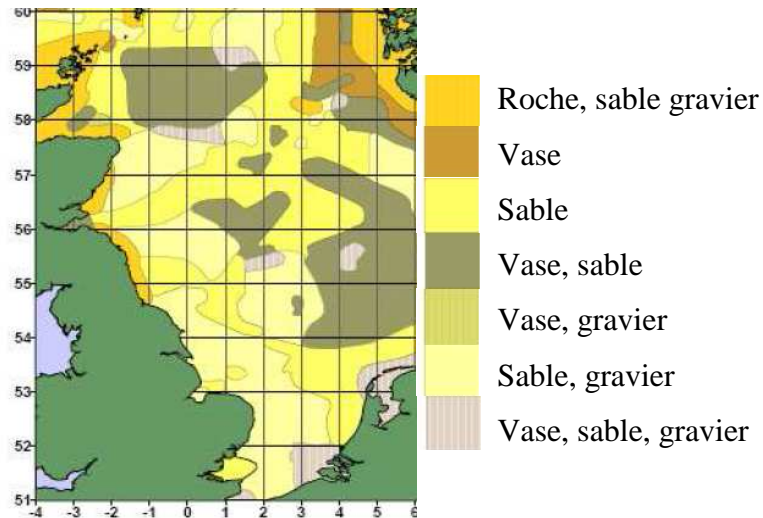 60
59
58
57
56
55
54
53
52
51
-4 -3 -2 -1 0 1 2 3 4 5 6
Roche, sable gravier
Vase
Sable
Vase, sable
Vase, gravier
Sable, gravier
Vase, sable, gravier